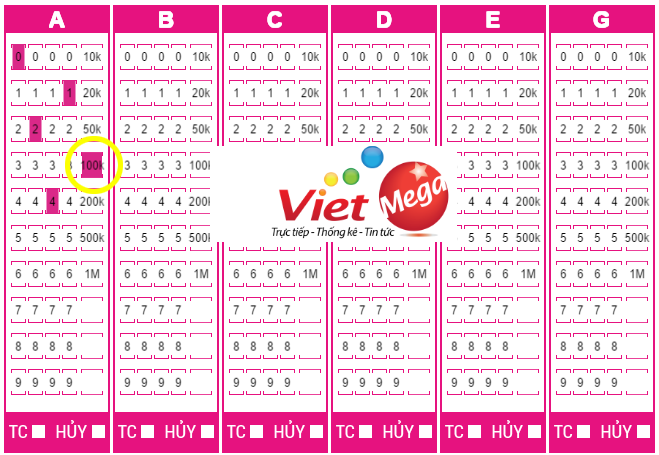 A B C D E G
0 0 0 0 10k 0 0 0 0 10k 0 0 0 0 10k 0 0 0 0 10k 0 0 0 0 10k 0 0 0 0 10k
1 1 1 1 20k 1 1 1 1 20k 1 1 1 1 20k 1 1 1 1 20k 1 1 1 1 20k 1 1 1 1 20k
2 2 2 2 50k 2 2 2 2 50k 2 2 2 2 50k 2 2 2 2 50k 2 2 2 2 50k 2 2 2 2 50k
3 3 3 3 100k 3 3 3 3 100k 3 3 3 100k 3 3 3 3 100k
4 4 4 4 200k 4 4 4 4 200k 4 4 4 200k 4 4 4 4 200k
Viet Mega
Trực tiếp - Thống kê - Tin tức
5 5 5 5 500k 5 5 5 5 500k 5 5 5 500k 5 5 5 5 500k
6 6 6 6 1M 6 6 6 6 1M 6 6 6 6 1M 6 6 6 6 1M 6 6 6 6 1M 6 6 6 6 1M
7 7 7 7 7 7 7 7 7 7 7 7 7 7 7 7 7 7 7 7 7 7 7 7
8 8 8 8 8 8 8 8 8 8 8 8 8 8 8 8 8 8 8 8 8 8 8 8
9 9 9 9 9 9 9 9 9 9 9 9 9 9 9 9 9 9 9 9 9 9 9 9
TC HỦY TC HỦY TC HỦY TC HỦY TC HỦY TC HỦY